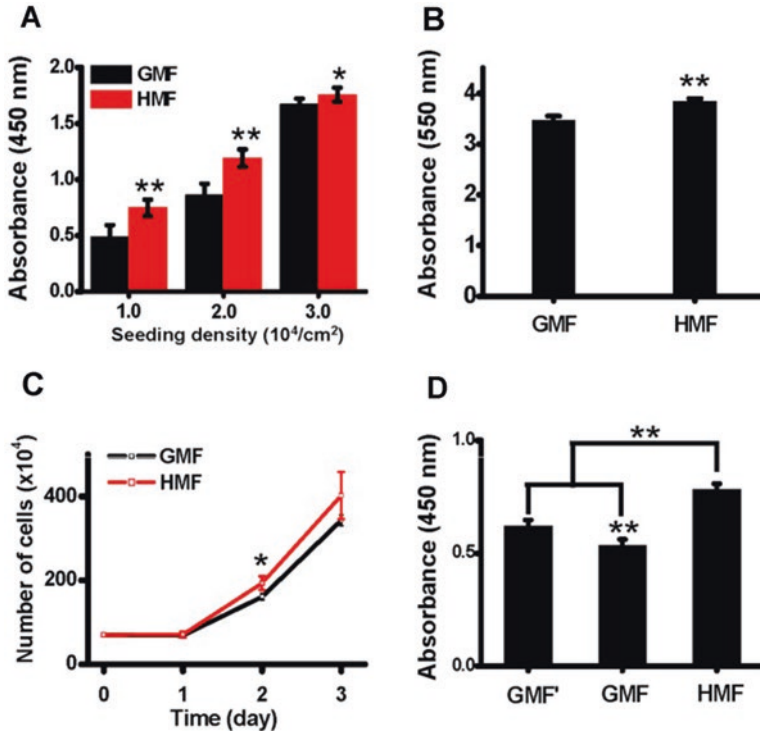 A
Absorbance (450 nm)
2.0
1.5
1.0
0.5
0.0
GMF
HMF
**
**
*
1.0
2.0
3.0
Seeding density (10⁴/cm²)
B
Absorbance (550 nm)
4
3
2
1
0
**
GMF
HMF
C
Number of cells (x10⁴)
400
200
0
GMF
HMF
*
0
1
2
3
Time (day)
D
Absorbance (450 nm)
1.0
0.5
0.0
**
**
GMF'
GMF
HMF